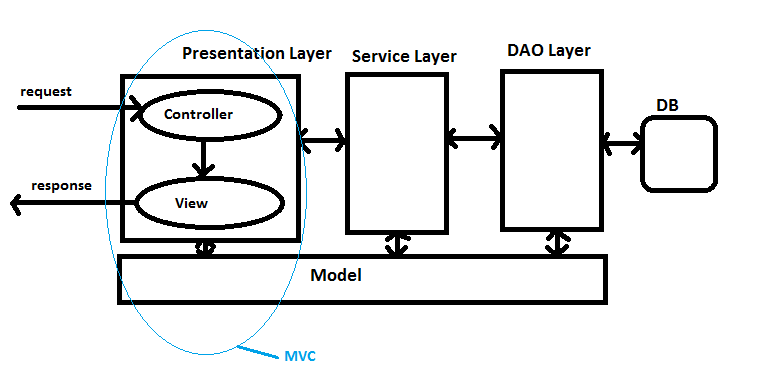 Presentation Layer
Service Layer
DAO Layer
request
Controller
DB
response
View
Model
MVC